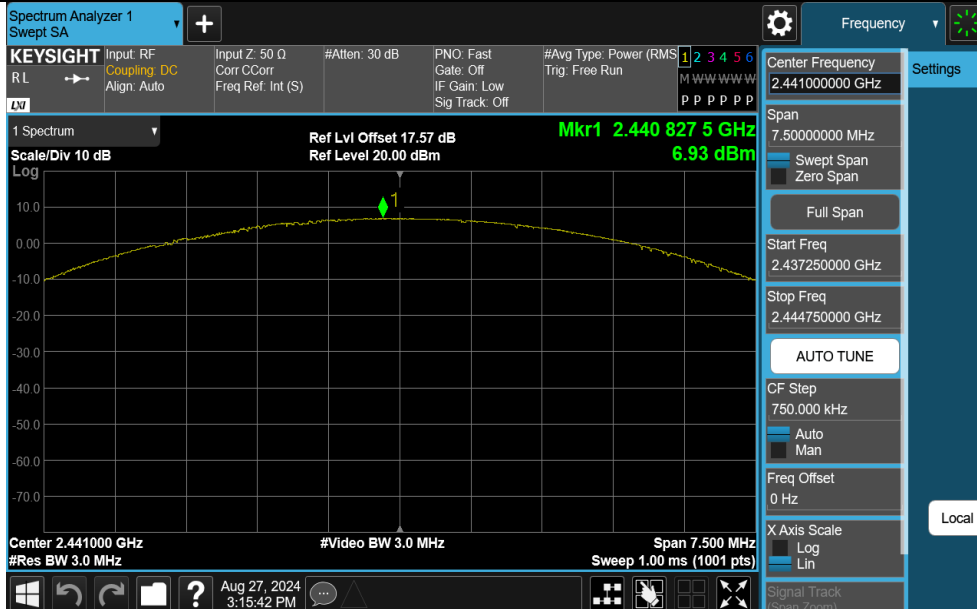 Spectrum Analyzer 1
Swept SA
+
Frequency
KEYSIGHT
RL
LXI
Input: RF
Coupling: DC
Align: Auto
Input Z: 50 Ω
Corr CCorr
Freq Ref: Int (S)
#Atten: 30 dB
PNO: Fast
Gate: Off
IF Gain: Low
Sig Track: Off
#Avg Type: Power (RMS
Trig: Free Run
1 2 3 4 5 6
M W W W W W
P P P P P P
1 Spectrum
Scale/Div 10 dB
Log
Ref Lvl Offset 17.57 dB
Ref Level 20.00 dBm
Mkr1 2.440 827 5 GHz
6.93 dBm
1
10.0
0.00
-10.0
-20.0
-30.0
-40.0
-50.0
-60.0
-70.0
Center 2.441000 GHz
#Res BW 3.0 MHz
#Video BW 3.0 MHz
Span 7.500 MHz
Sweep 1.00 ms (1001 pts)
?
Aug 27, 2024
3:15:42 PM
Center Frequency
2.441000000 GHz
Span
7.50000000 MHz
Swept Span
Zero Span
Full Span
Start Freq
2.437250000 GHz
Stop Freq
2.444750000 GHz
AUTO TUNE
CF Step
750.000 kHz
Auto
Man
Freq Offset
0 Hz
X Axis Scale
Log
Lin
Signal Track
(Span Zoom)
Settings
Local